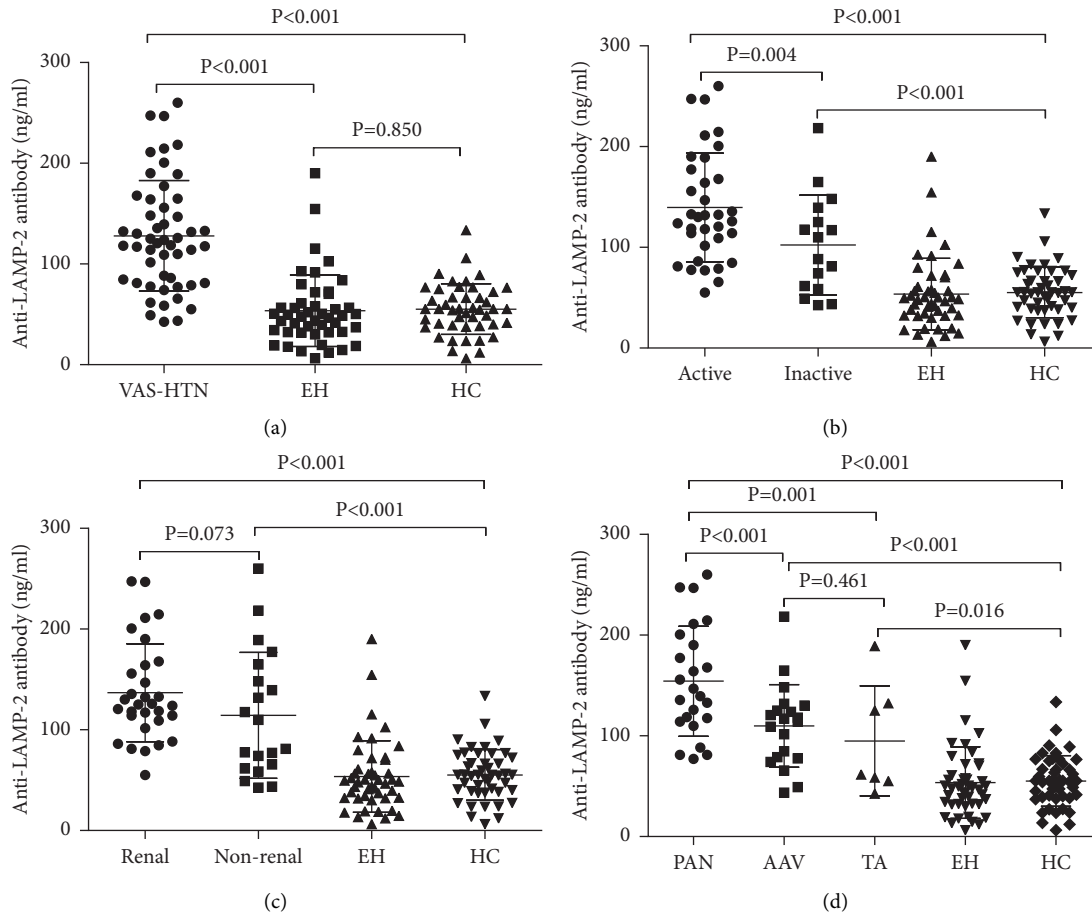 P<0.001
P<0.001
P=0.850
Anti-LAMP-2 antibody (ng/ml)
300
200
100
0
VAS-HTN EH HC
(a)
P<0.001
P=0.004
P<0.001
Anti-LAMP-2 antibody (ng/ml)
300
200
100
0
Active Inactive EH HC
(b)
P<0.001
P=0.073
P<0.001
Anti-LAMP-2 antibody (ng/ml)
300
200
100
0
Renal Non-renal EH HC
(c)
P<0.001
P=0.001
P<0.001
P<0.001
P=0.461
P=0.016
Anti-LAMP-2 antibody (ng/ml)
300
200
100
0
PAN AAV TA EH HC
(d)